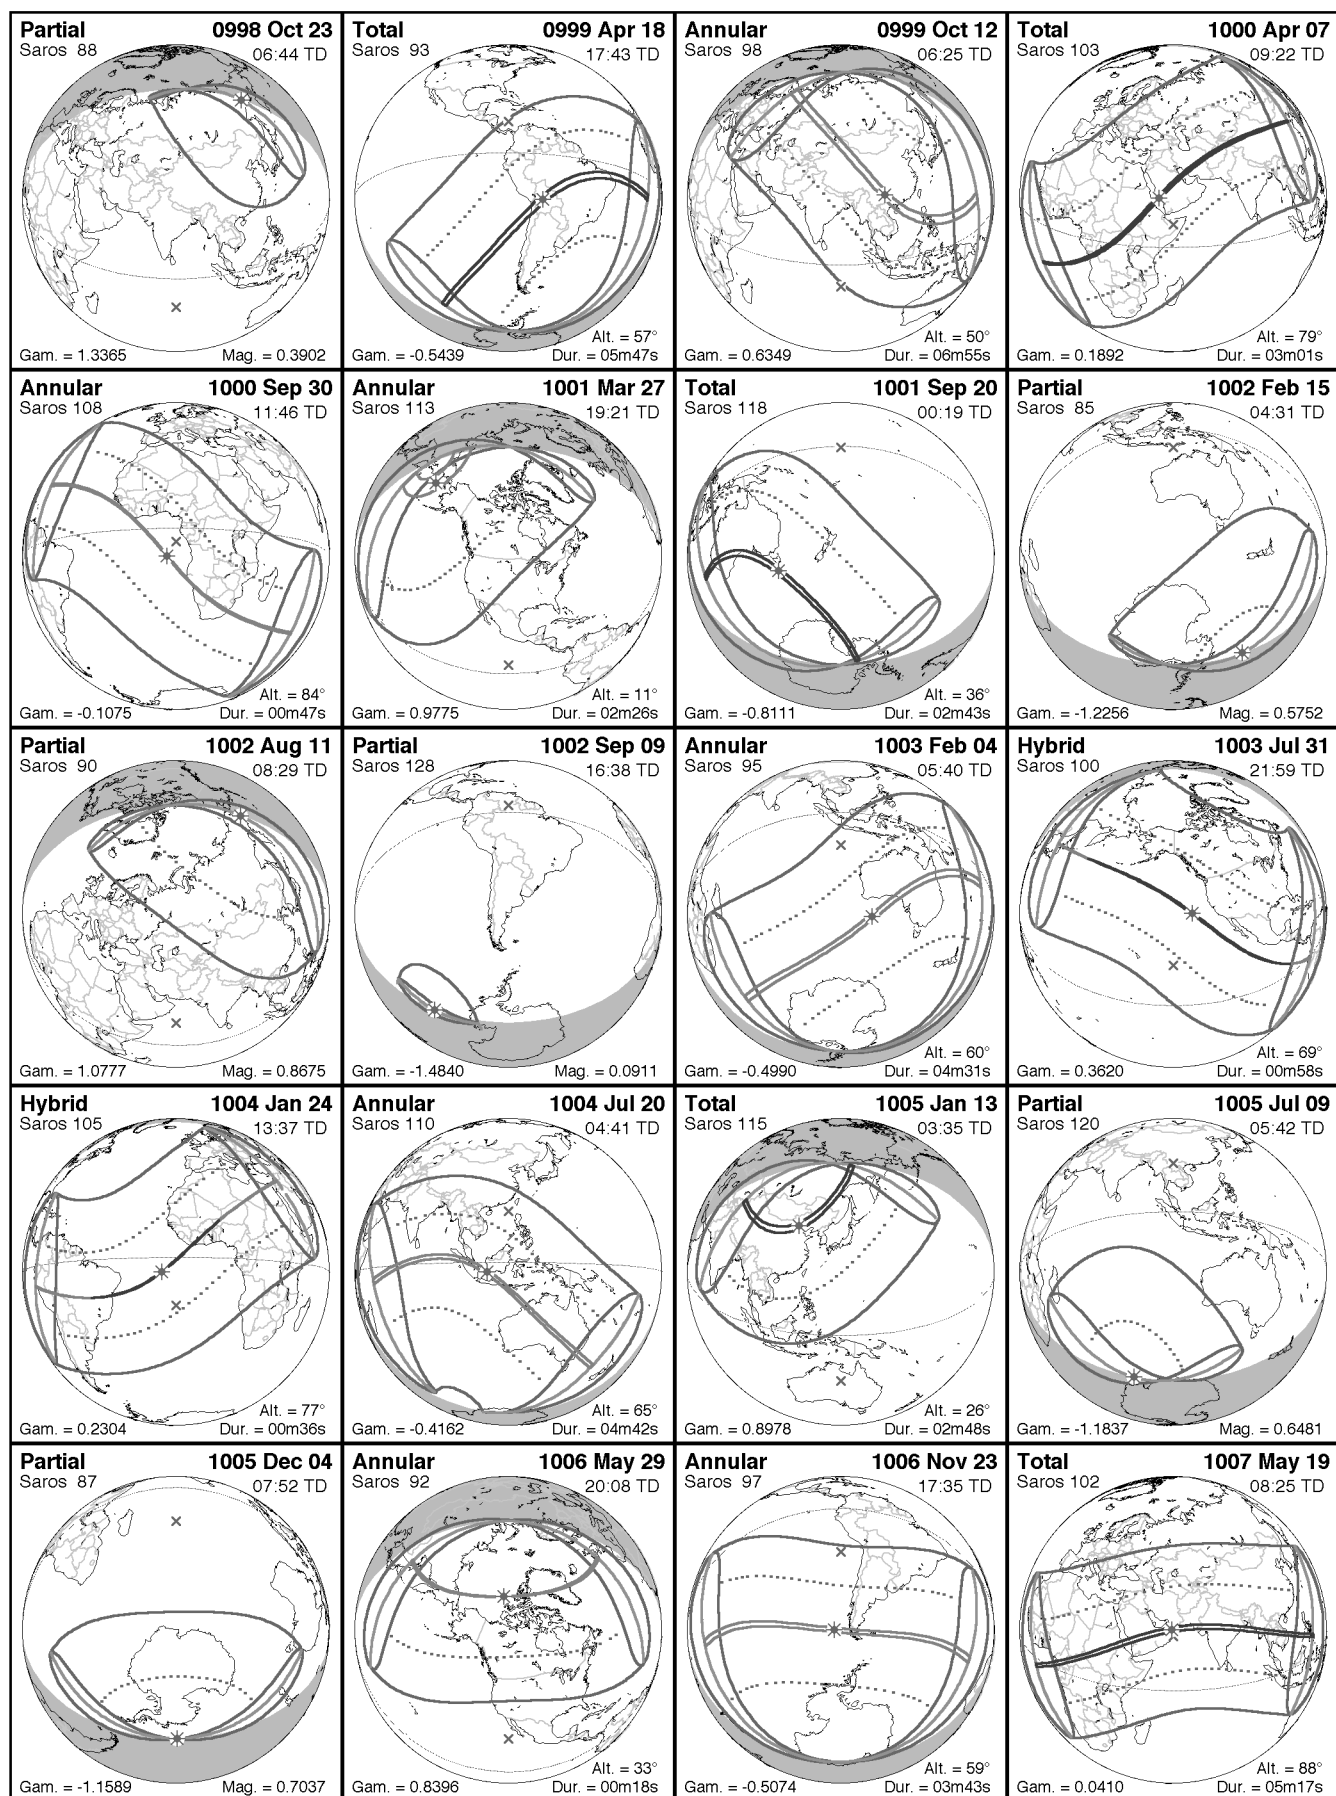 Partial 0998 Oct 23
Saros 88 06:44 TD
Gam. = 1.3365 Mag. = 0.3902
Total 0999 Apr 18
Saros 93 17:43 TD
Alt. = 57°
Gam. = -0.5439 Dur. = 05m47s
Annular 0999 Oct 12
Saros 98 06:25 TD
Alt. = 50°
Gam. = 0.6349 Dur. = 06m55s
Total 1000 Apr 07
Saros 103 09:22 TD
Alt. = 79°
Gam. = 0.1892 Dur. = 03m01s
Annular 1000 Sep 30
Saros 108 11:46 TD
Alt. = 84°
Gam. = -0.1075 Dur. = 00m47s
Annular 1001 Mar 27
Saros 113 19:21 TD
Alt. = 11°
Gam. = 0.9775 Dur. = 02m26s
Total 1001 Sep 20
Saros 118 00:19 TD
Alt. = 36°
Gam. = -0.8111 Dur. = 02m43s
Partial 1002 Feb 15
Saros 85 04:31 TD
Gam. = -1.2256 Mag. = 0.5752
Partial 1002 Aug 11
Saros 90 08:29 TD
Gam. = 1.0777 Mag. = 0.8675
Partial 1002 Sep 09
Saros 128 16:38 TD
Gam. = -1.4840 Mag. = 0.0911
Annular 1003 Feb 04
Saros 95 05:40 TD
Alt. = 60°
Gam. = -0.4990 Dur. = 04m31s
Hybrid 1003 Jul 31
Saros 100 21:59 TD
Alt. = 69°
Gam. = 0.3620 Dur. = 00m58s
Hybrid 1004 Jan 24
Saros 105 13:37 TD
Alt. = 77°
Gam. = 0.2304 Dur. = 00m36s
Annular 1004 Jul 20
Saros 110 04:41 TD
Alt. = 65°
Gam. = -0.4162 Dur. = 04m42s
Total 1005 Jan 13
Saros 115 03:35 TD
Alt. = 26°
Gam. = 0.8978 Dur. = 02m48s
Partial 1005 Jul 09
Saros 120 05:42 TD
Gam. = -1.1837 Mag. = 0.6481
Partial 1005 Dec 04
Saros 87 07:52 TD
Gam. = -1.1589 Mag. = 0.7037
Annular 1006 May 29
Saros 92 20:08 TD
Alt. = 33°
Gam. = 0.8396 Dur. = 00m18s
Annular 1006 Nov 23
Saros 97 17:35 TD
Alt. = 59°
Gam. = -0.5074 Dur. = 03m43s
Total 1007 May 19
Saros 102 08:25 TD
Alt. = 88°
Gam. = 0.0410 Dur. = 05m17s